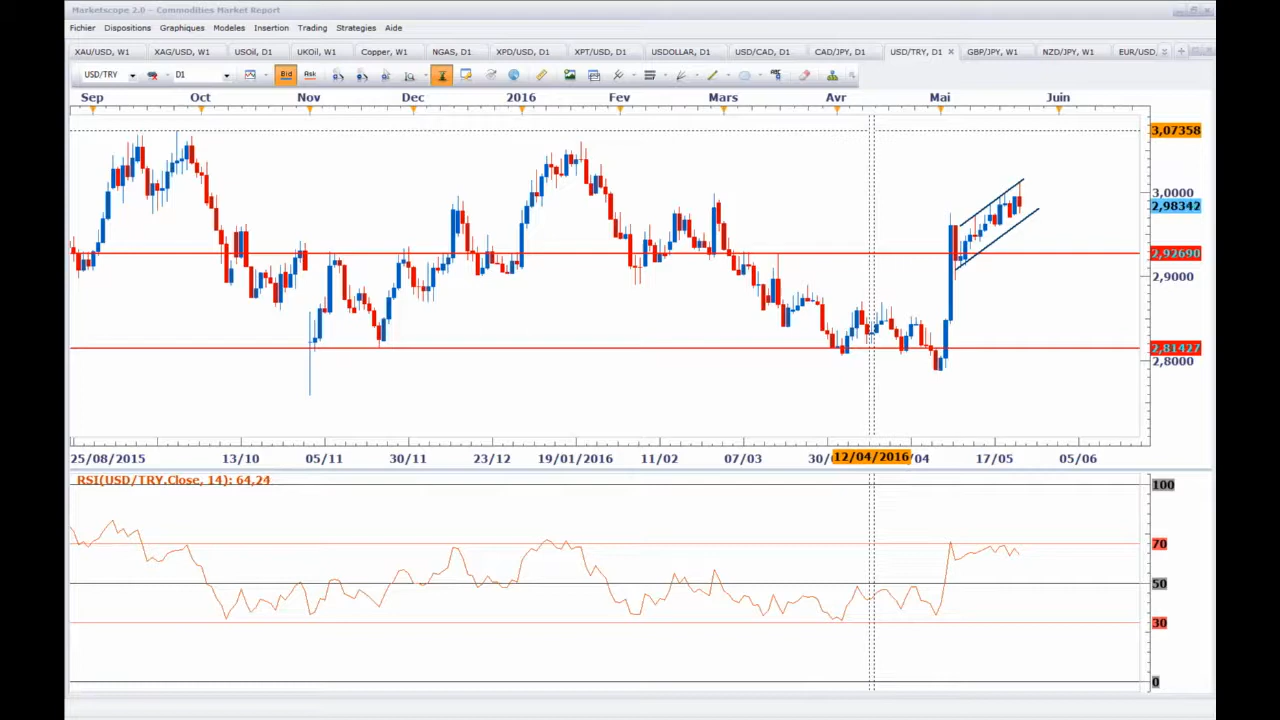 Marketscope 2.0 - Commodities Market Report
Fichier Dispositions Graphiques Modeles Insertion Trading Strategies Aide
XAU/USD, W1 XAG/USD, W1 USOil, D1 UKOil, W1 Copper, W1 NGAS, D1 XPD/USD, D1 XPT/USD, D1 USDOLLAR, D1 USD/CAD, D1 CAD/JPY, D1 USD/TRY, D1 GBP/JPY, W1 NZD/JPY, W1 EUR/USD,
USD/TRY D1 Bid Ask
Sep Oct Nov Dec 2016 Fev Mars Avr Mai Juin
3,07358
3,0000
2,98342
2,92690
2,9000
2,81427
2,8000
25/08/2015 13/10 05/11 30/11 23/12 19/01/2016 11/02 07/03 30/ 12/04/2016 /04 17/05 05/06
RSI(USD/TRY.Close, 14): 64,24
100
70
50
30
0